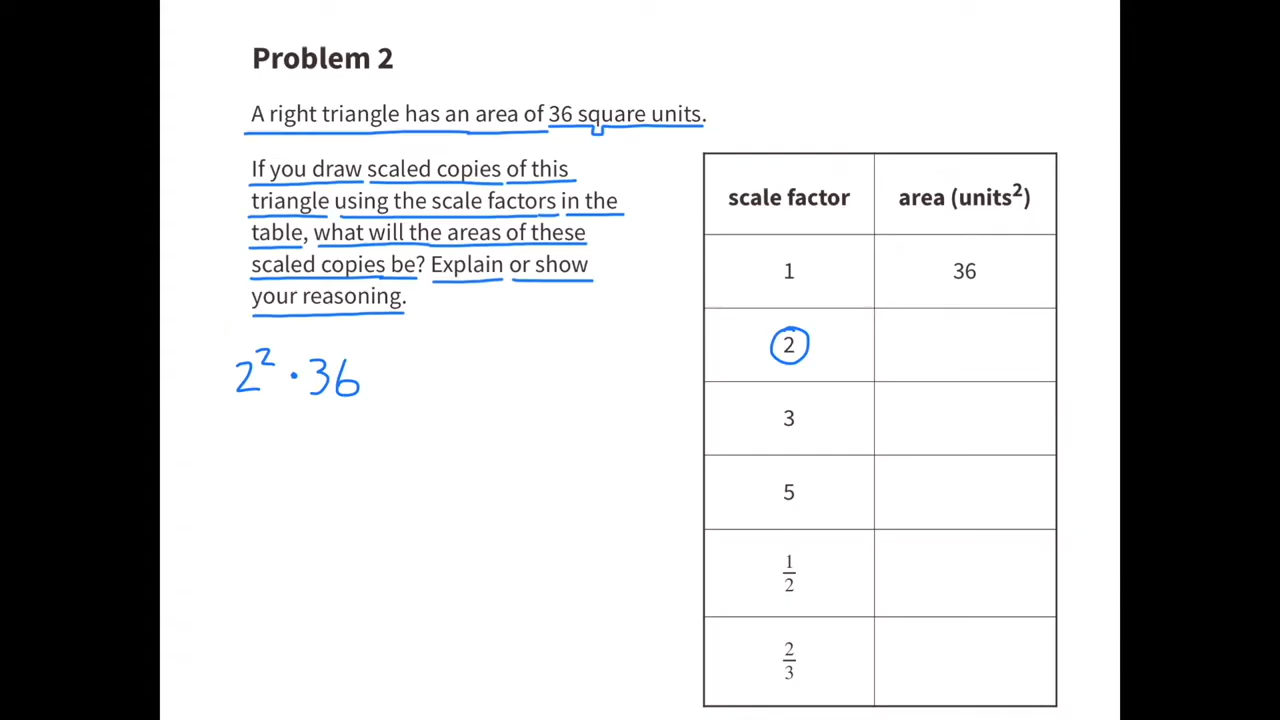 Problem 2
A right triangle has an area of 36 square units.
If you draw scaled copies of this
triangle using the scale factors in the
table, what will the areas of these
scaled copies be? Explain or show
your reasoning.
2² · 36
scale factor area (units²)
1 36
2
3
5
1/2
2/3